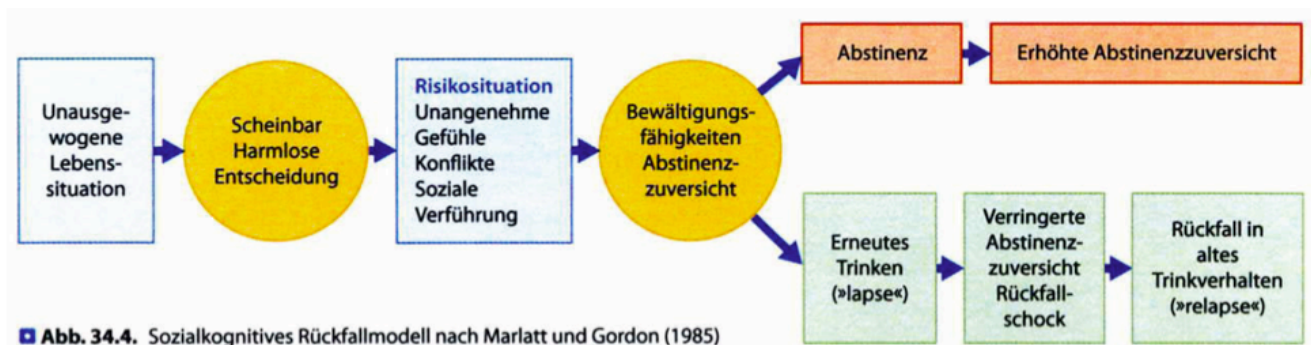 Unausge-
wogene
Lebens-
situation
Scheinbar
Harmlose
Entscheidung
Risikosituation
Unangenehme
Gefühle
Konflikte
Soziale
Verführung
Bewältigungs-
fähigkeiten
Abstinenz-
zuversicht
Abstinenz
Erhöhte Abstinenzzuversicht
Erneutes
Trinken
(»lapse«)
Verringerte
Abstinenz-
zuversicht
Rückfall-
schock
Rückfall in
altes
Trinkverhalten
(»relapse«)
Abb. 34.4. Sozialkognitives Rückfallmodell nach Marlatt und Gordon (1985)